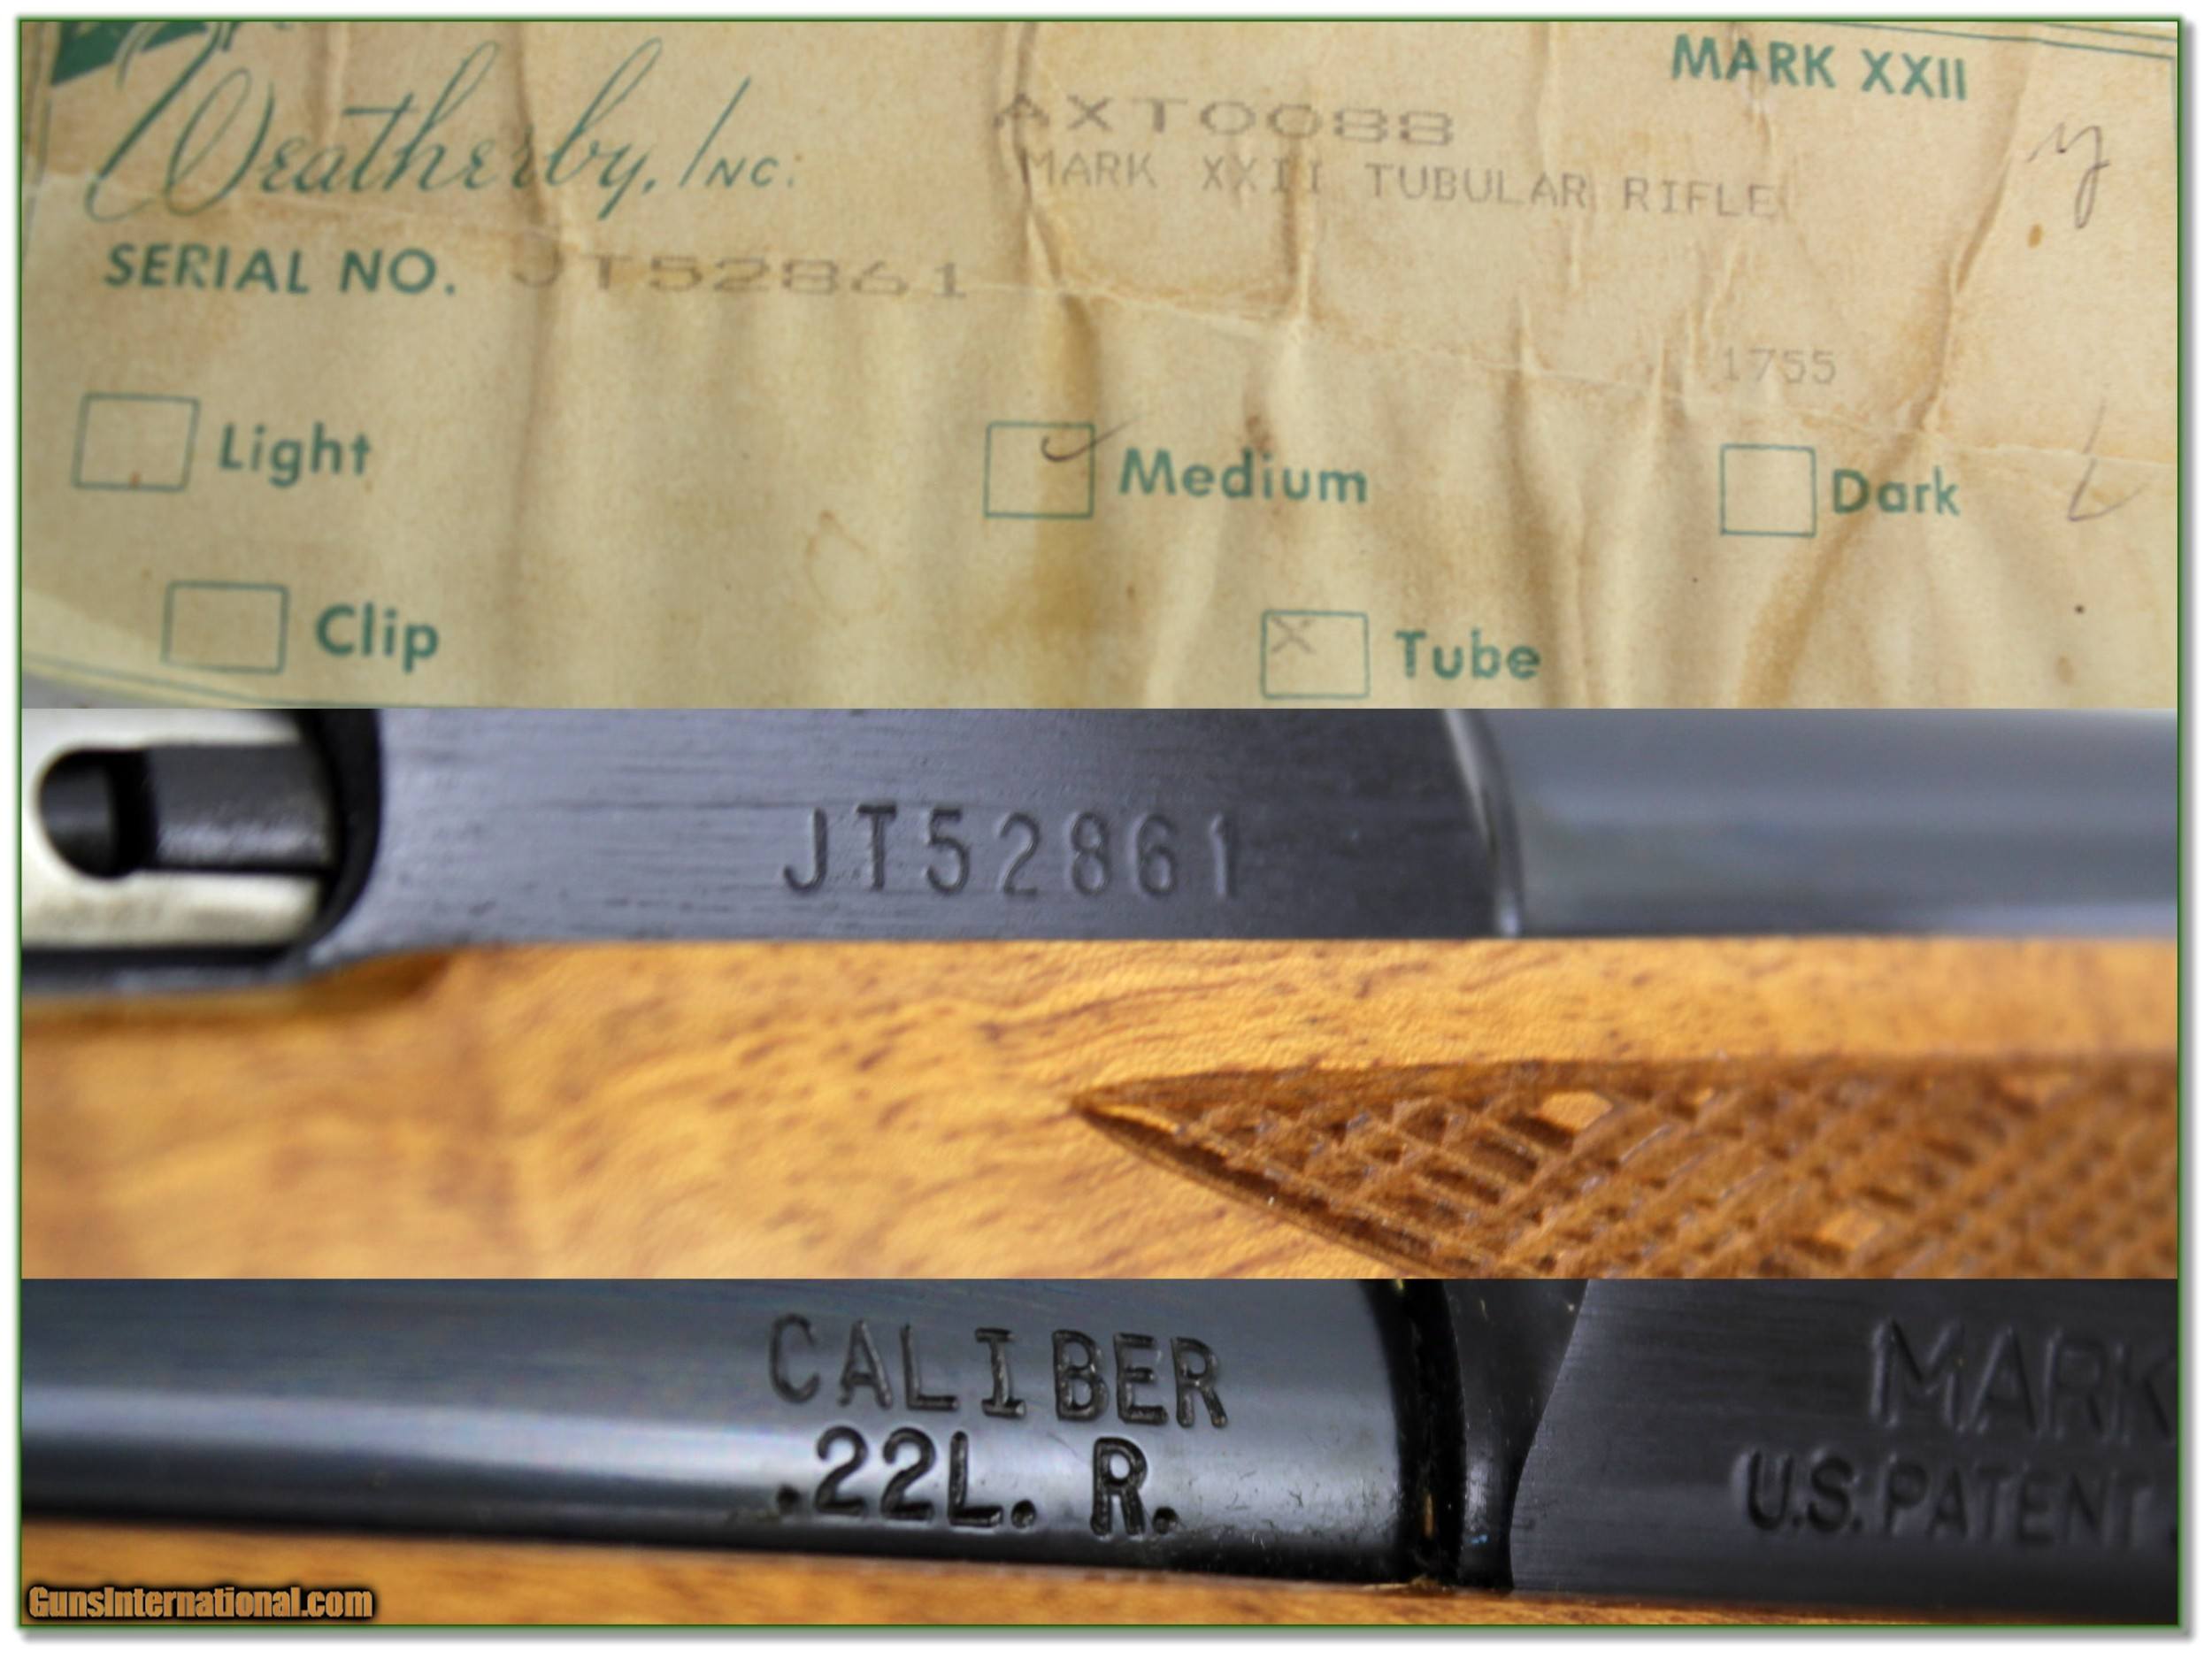 Weatherby, Inc.
MARK XXII
AXT0088
MARK XXII TUBULAR RIFLE
y
SERIAL NO. JT52861
1755
Light
Medium
Dark
L
Clip
Tube
JT52861
CALIBER
.22L. R.
MARK
U.S. PATENT
GunsInternational.com